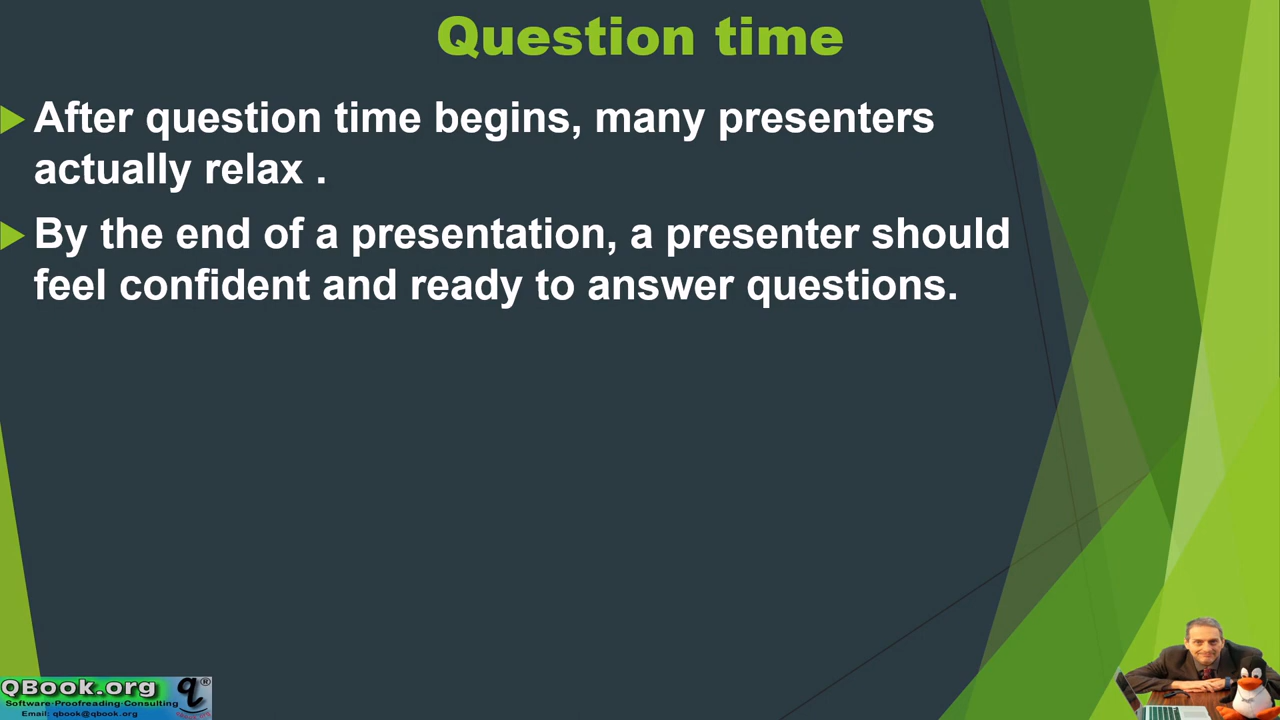 Question time
After question time begins, many presenters
actually relax .
By the end of a presentation, a presenter should
feel confident and ready to answer questions.
QBook.org
q®
Software·Proofreading·Consulting
Email: qbook@qbook.org